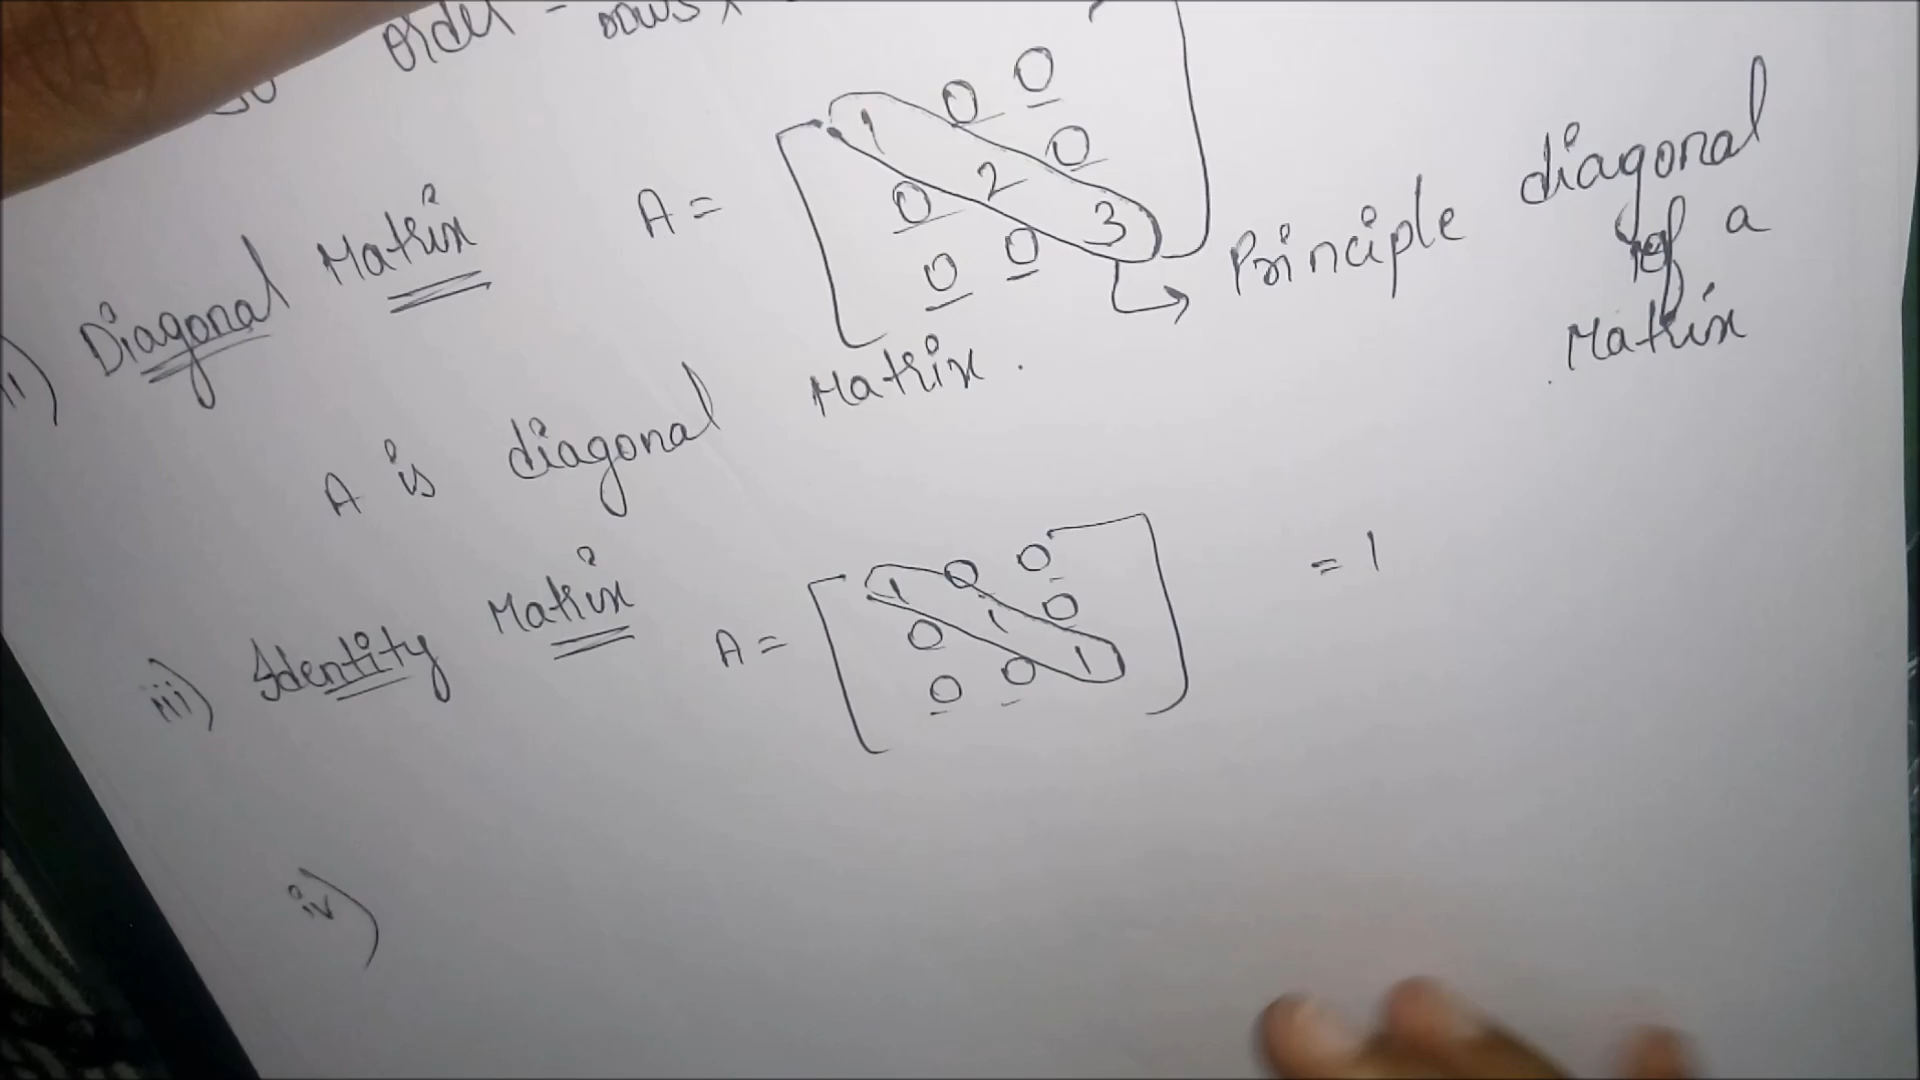 order - rows
ii) Diagonal Matrix A = [ 1 0 0
0 2 0
0 0 3 ]
Principle diagonal
of a
Matrix
A is diagonal Matrix.
iii) Identity Matrix A = [ 1 0 0
0 1 0
0 0 1 ] = 1
iv)